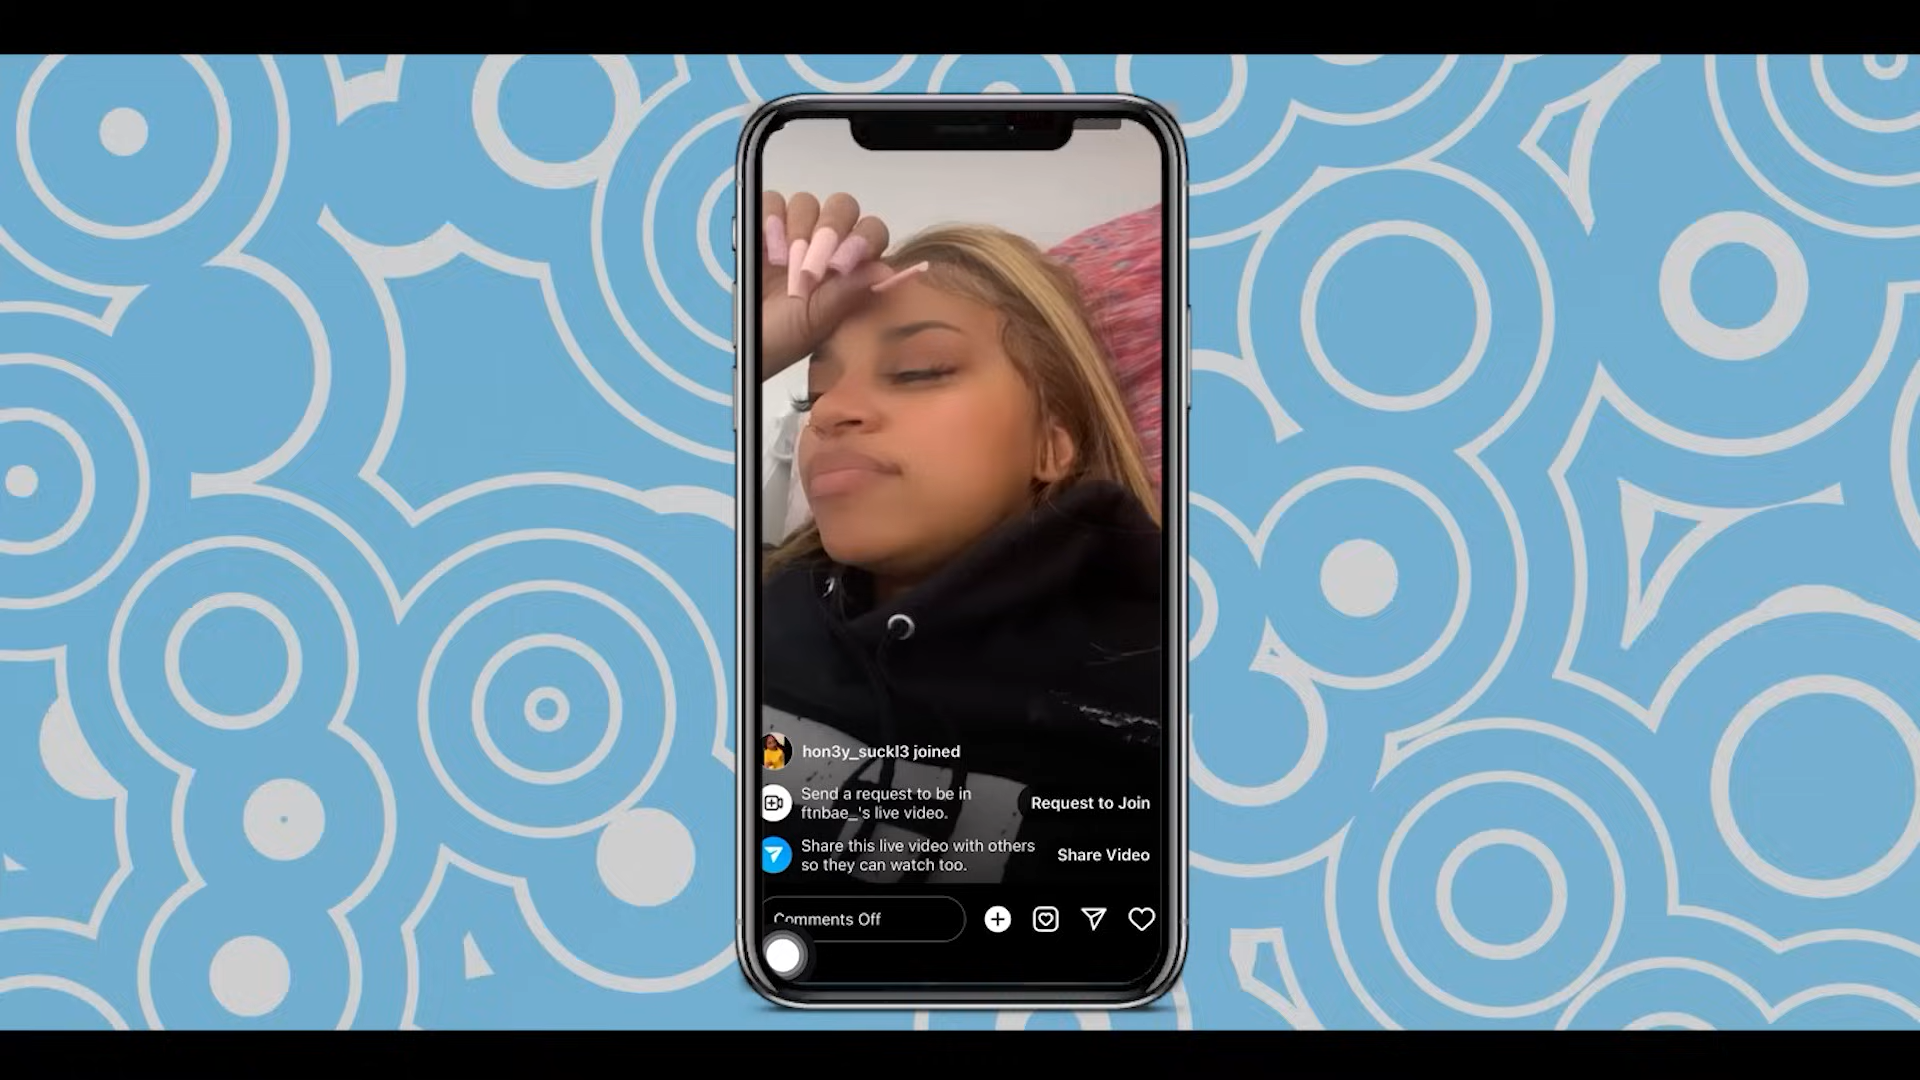 hon3y_suckl3 joined
Send a request to be in
ftnbae_'s live video.
Request to Join
Share this live video with others
so they can watch too.
Share Video
Comments Off